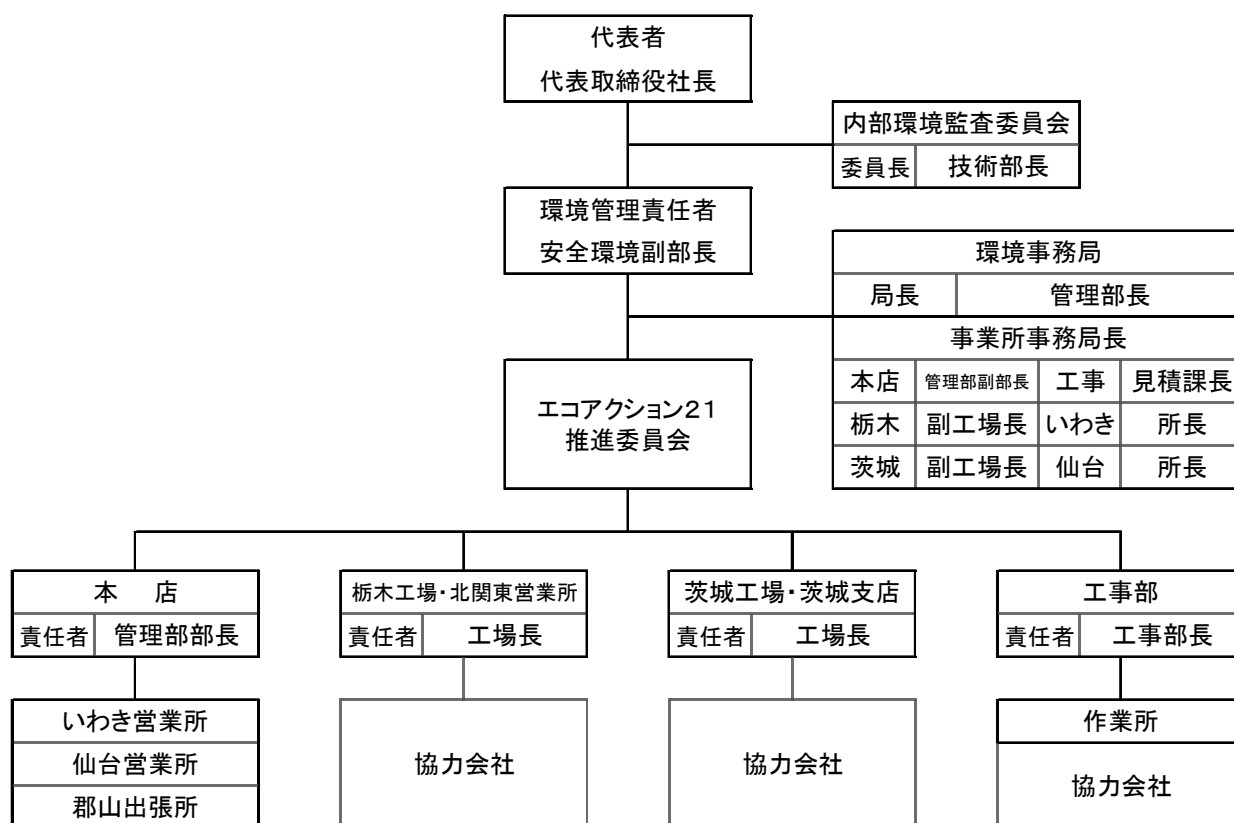 代表者
代表取締役社長
内部環境監査委員会
委員長 技術部長
環境管理責任者
安全環境副部長
環境事務局
局長 管理部長
事業所事務局長
本店 管理部副部長 工事 見積課長
栃木 副工場長 いわき 所長
茨城 副工場長 仙台 所長
エコアクション21
推進委員会
本 店
責任者 管理部部長
いわき営業所
仙台営業所
郡山出張所
栃木工場・北関東営業所
責任者 工場長
協力会社
茨城工場・茨城支店
責任者 工場長
協力会社
工事部
責任者 工事部長
作業所
協力会社